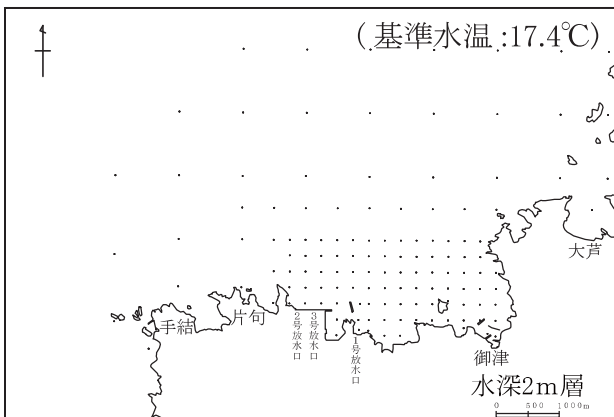 (基準水温:17.4℃)
大芦
手結
片句
2号放水口
3号放水口
1号放水口
御津
水深2m層
0 500 1000m